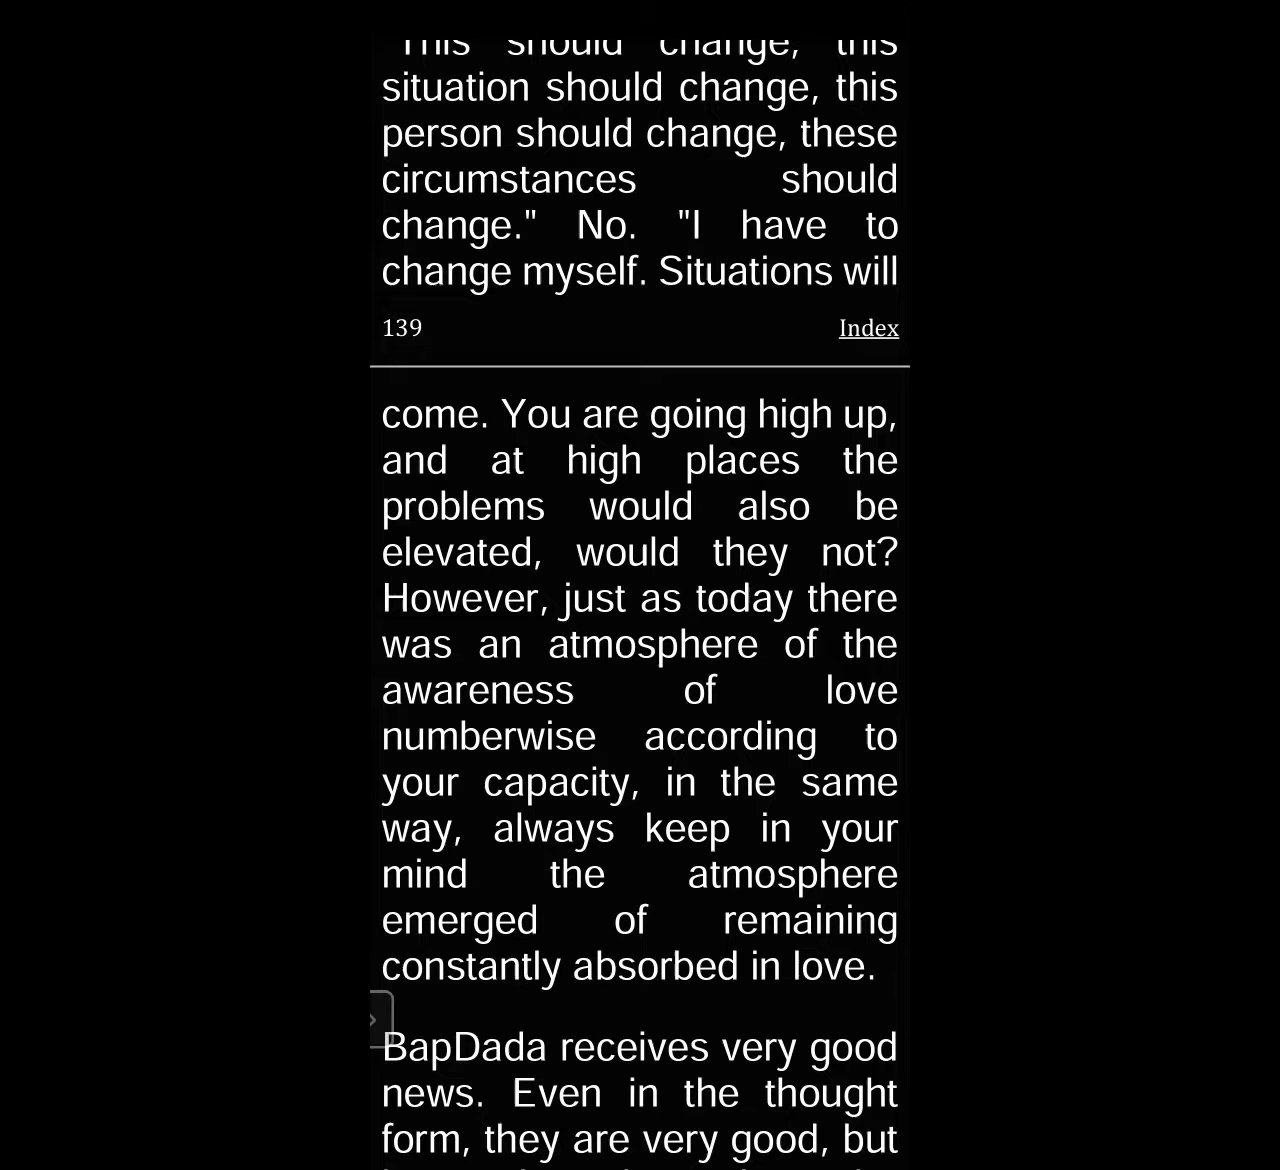 This should change, this
situation should change, this
person should change, these
circumstances should
change." No. "I have to
change myself. Situations will
139 Index
come. You are going high up,
and at high places the
problems would also be
elevated, would they not?
However, just as today there
was an atmosphere of the
awareness of love
numberwise according to
your capacity, in the same
way, always keep in your
mind the atmosphere
emerged of remaining
constantly absorbed in love.
BapDada receives very good
news. Even in the thought
form, they are very good, but